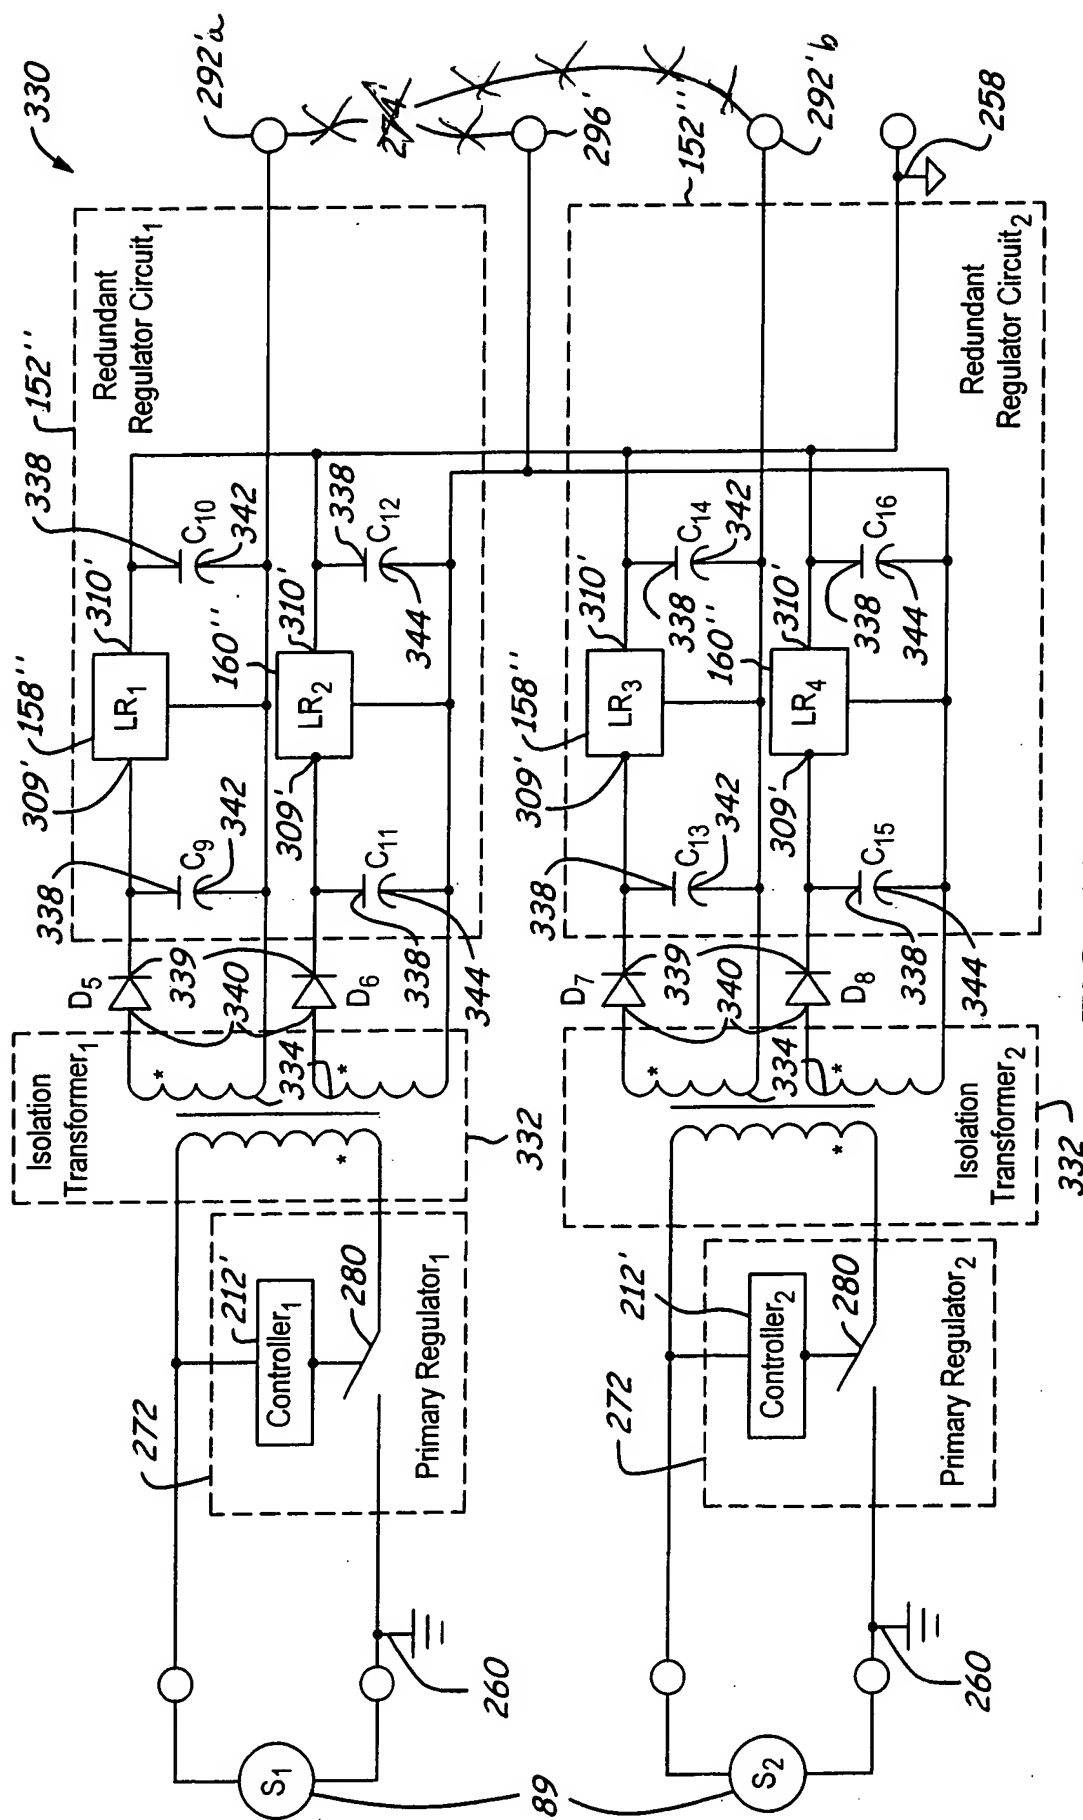 330
292'a
274'
296'
152'''
292'b
258
152''
Redundant
Regulator Circuit1
338
C10
342
338
C12
344
310'
160''
310'
LR1
LR2
158''
309'
309'
338
C9
342
C11
338
344
D5
339
D6
340
Isolation
Transformer1
*
*
334
*
332
212'
Controller1
280
272
Primary Regulator1
260
S1
89
Redundant
Regulator Circuit2
C14
342
338
C16
338
344
310'
160''
310'
LR3
LR4
158''
309'
309'
338
C13
342
C15
338
344
D7
339
D8
340
Isolation
Transformer2
*
*
334
*
332
212'
Controller2
280
272
Primary Regulator2
260
S2